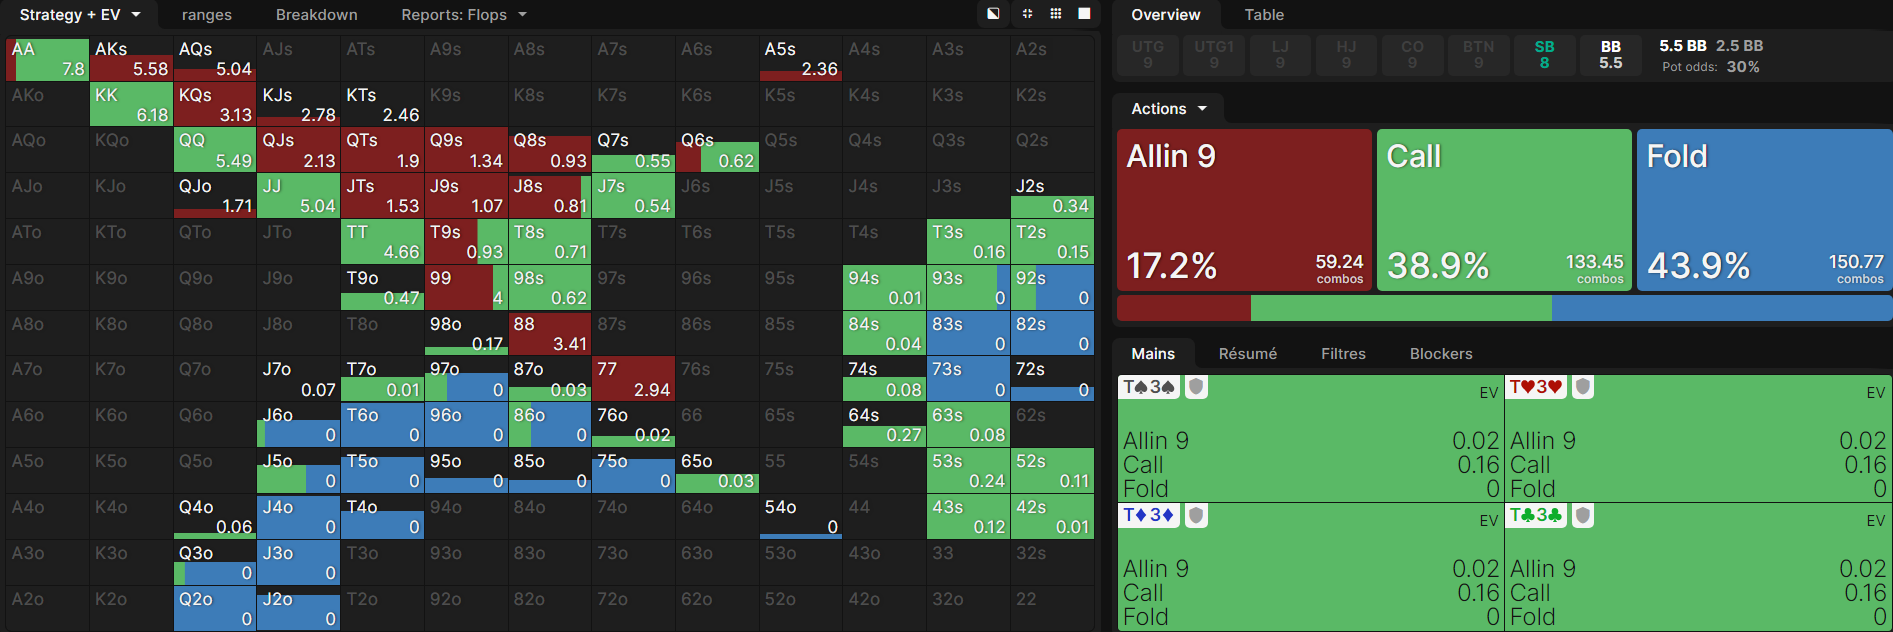 Strategy + EV ranges Breakdown Reports: Flops
AA AKs AQs AJs ATs A9s A8s A7s A6s A5s A4s A3s A2s
7.8 5.58 5.04 2.36
AKo KK KQs KJs KTs K9s K8s K7s K6s K5s K4s K3s K2s
6.18 3.13 2.78 2.46
AQo KQo QQ QJs QTs Q9s Q8s Q7s Q6s Q5s Q4s Q3s Q2s
5.49 2.13 1.9 1.34 0.93 0.55 0.62
AJo KJo QJo JJ JTs J9s J8s J7s J6s J5s J4s J3s J2s
1.71 5.04 1.53 1.07 0.81 0.54 0.34
ATo KTo QTo JTo TT T9s T8s T7s T6s T5s T4s T3s T2s
4.66 0.93 0.71 0.16 0.15
A9o K9o Q9o J9o T9o 99 98s 97s 96s 95s 94s 93s 92s
0.47 4 0.62 0.01 0 0
A8o K8o Q8o J8o T8o 98o 88 87s 86s 85s 84s 83s 82s
0.17 3.41 0.04 0 0
A7o K7o Q7o J7o T7o 97o 87o 77 76s 75s 74s 73s 72s
0.07 0.01 0 0.03 2.94 0.08 0 0
A6o K6o Q6o J6o T6o 96o 86o 76o 66 65s 64s 63s 62s
0 0 0 0 0.02 0.27 0.08
A5o K5o Q5o J5o T5o 95o 85o 75o 65o 55 54s 53s 52s
0 0 0 0 0 0.03 0.24 0.11
A4o K4o Q4o J4o T4o 94o 84o 74o 64o 54o 44 43s 42s
0.06 0 0 0 0.12 0.01
A3o K3o Q3o J3o T3o 93o 83o 73o 63o 53o 43o 33 32s
0 0
A2o K2o Q2o J2o T2o 92o 82o 72o 62o 52o 42o 32o 22
0 0
Overview Table
UTG UTG1 LJ HJ CO BTN SB BB 5.5 BB 2.5 BB
9 9 9 9 9 9 8 5.5 Pot odds: 30%
Actions
Allin 9 Call Fold
17.2% 59.24 combos 38.9% 133.45 combos 43.9% 150.77 combos
Mains Résumé Filtres Blockers
T♠3♠ EV T♥3♥ EV
Allin 9 0.02 Allin 9 0.02
Call 0.16 Call 0.16
Fold 0 Fold 0
T♦3♦ EV T♣3♣ EV
Allin 9 0.02 Allin 9 0.02
Call 0.16 Call 0.16
Fold 0 Fold 0